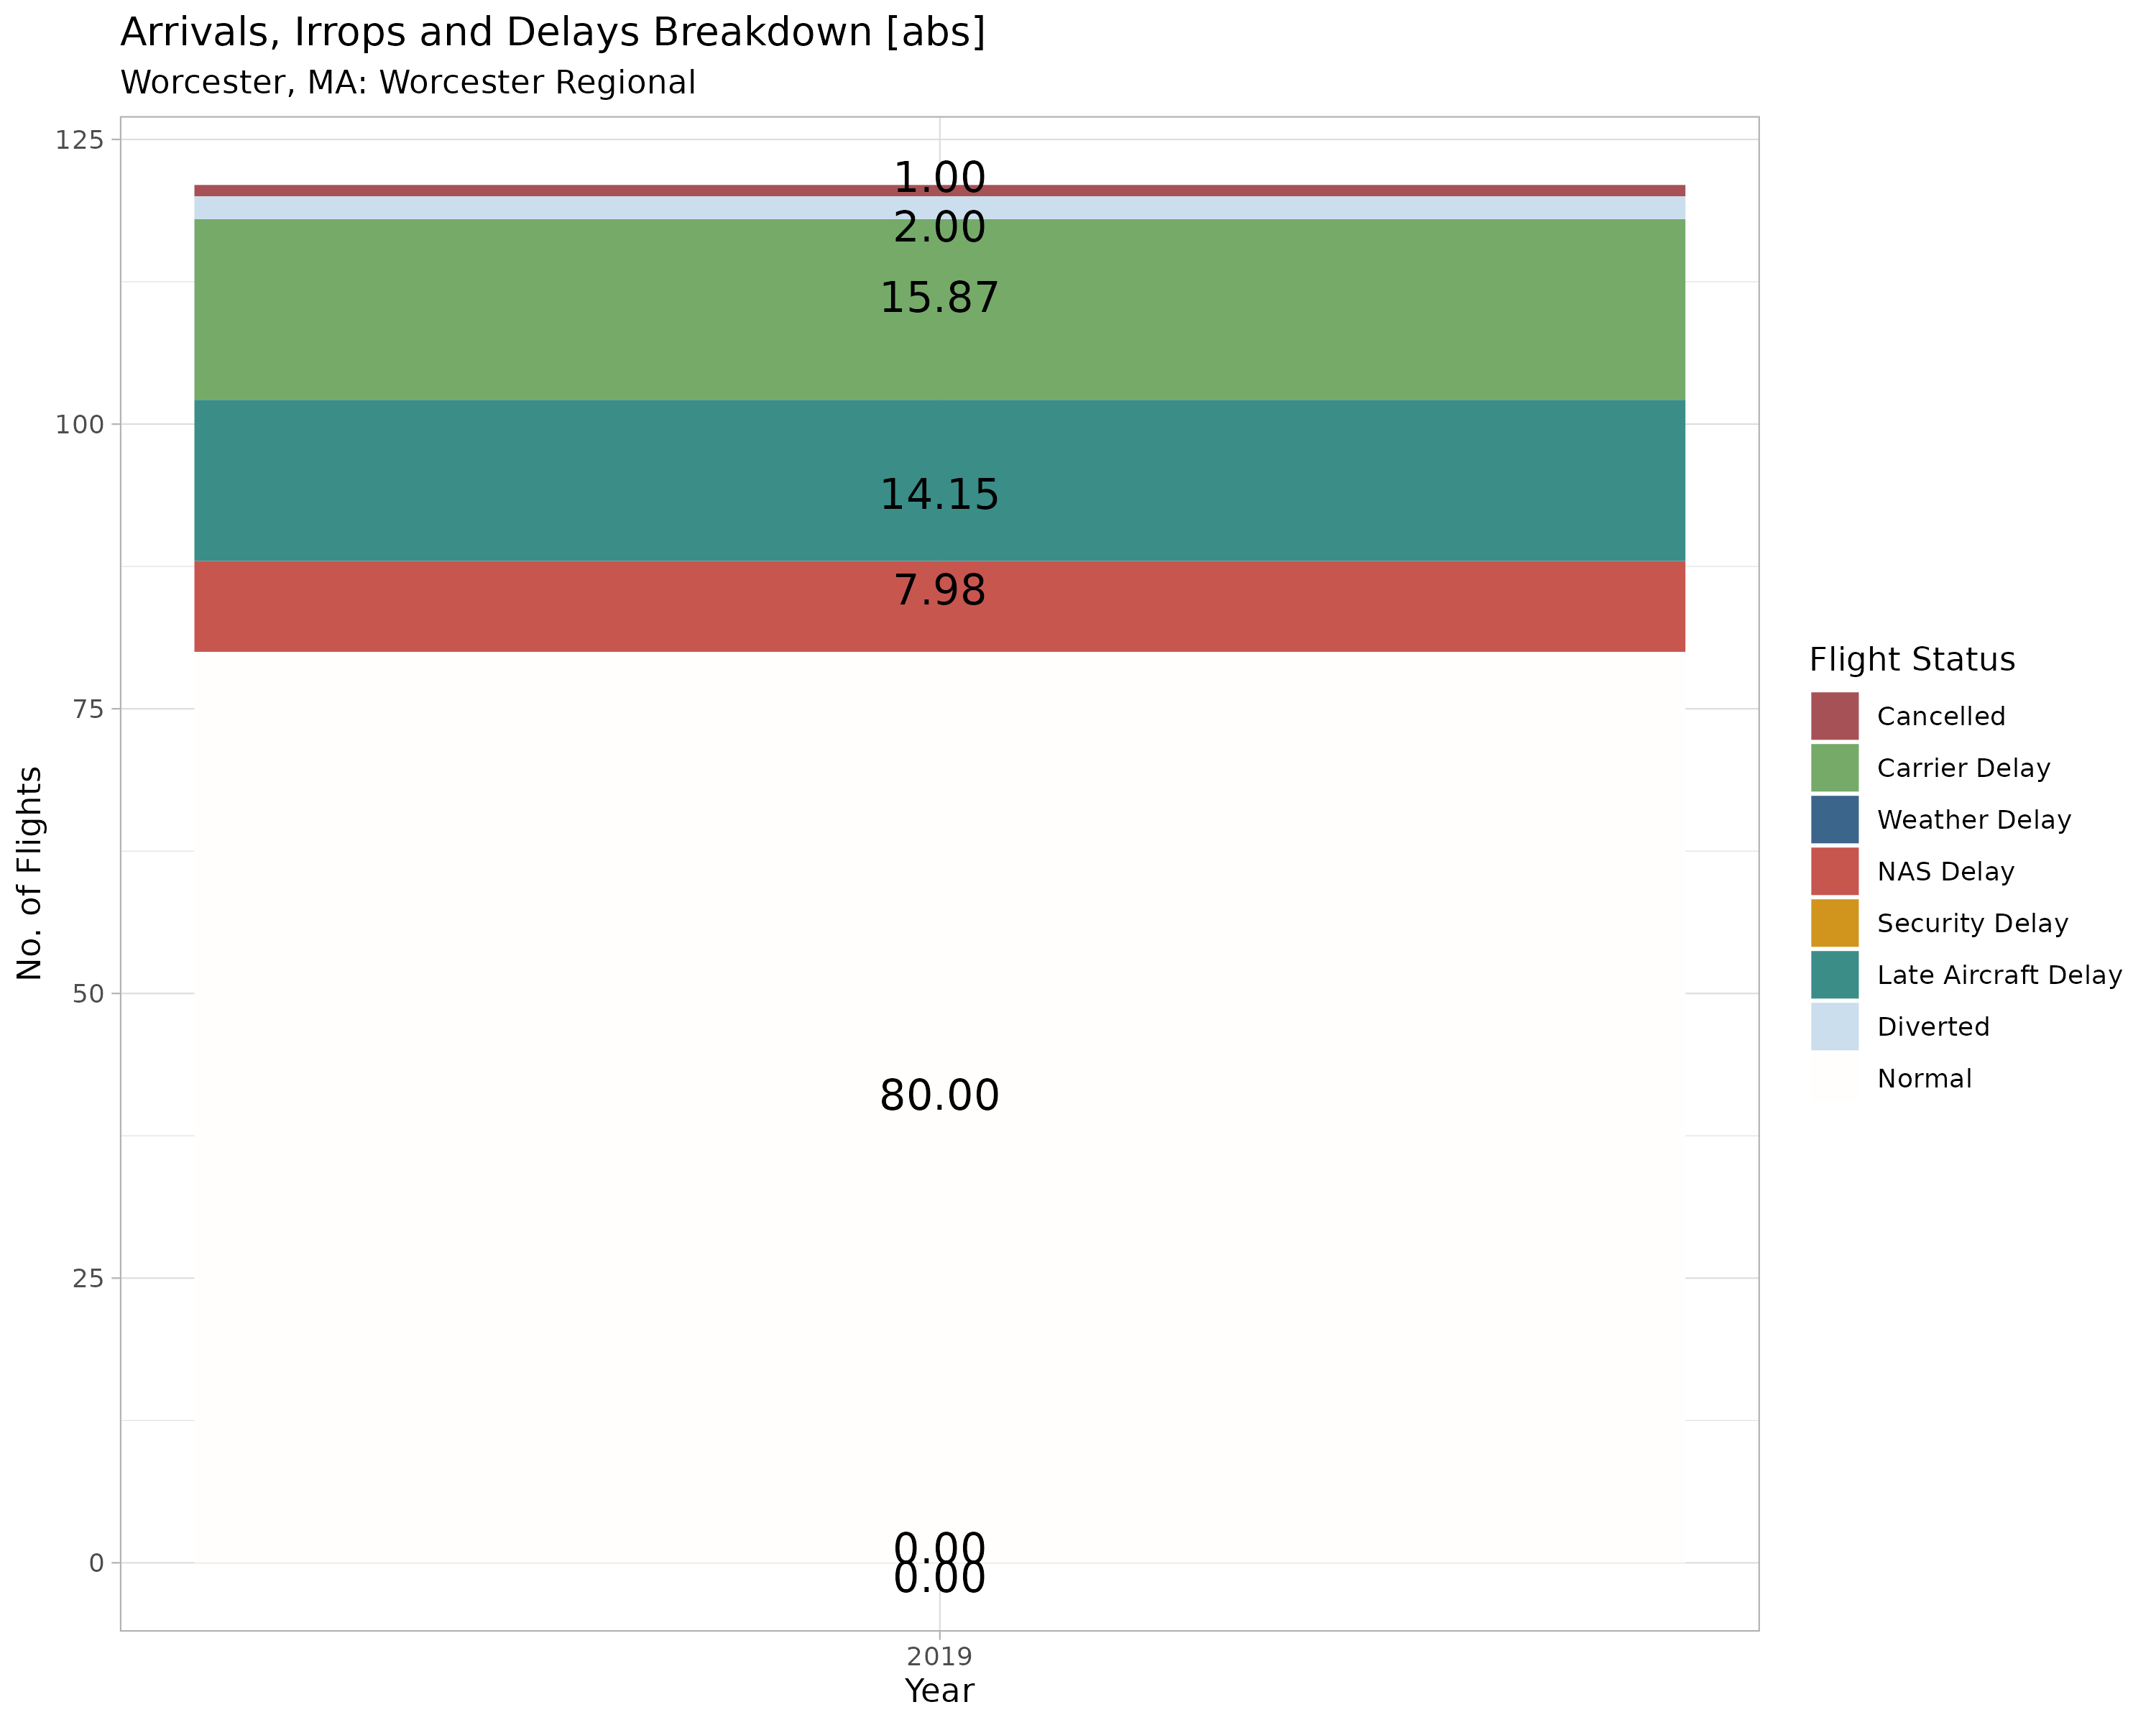 Arrivals, Irrops and Delays Breakdown [abs]
Worcester, MA: Worcester Regional
No. of Flights
125
100
75
50
25
0
1.00
2.00
15.87
14.15
7.98
80.00
0.00
0.00
2019
Year
Flight Status
Cancelled
Carrier Delay
Weather Delay
NAS Delay
Security Delay
Late Aircraft Delay
Diverted
Normal